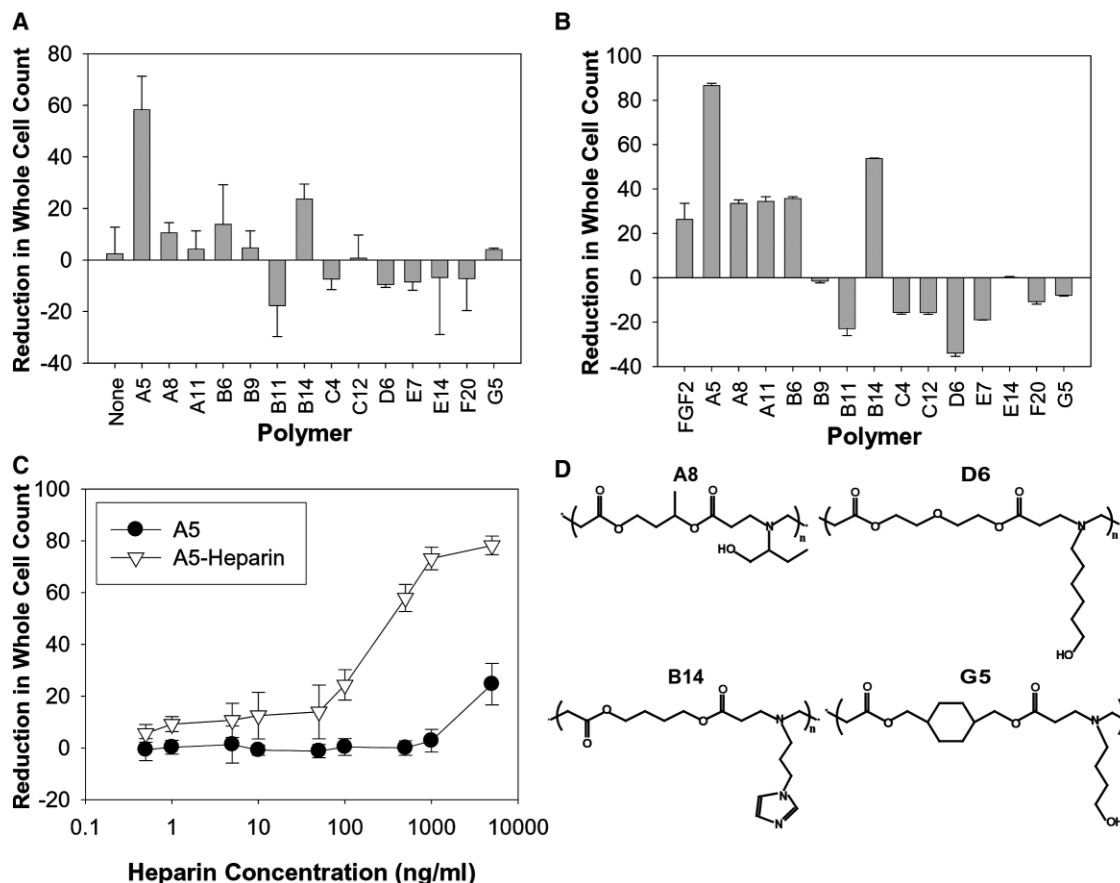 A
Reduction in Whole Cell Count
80
60
40
20
0
-20
-40
None
A5
A8
A11
B6
B9
B11
B14
C4
C12
D6
E7
E14
F20
G5
Polymer
B
Reduction in Whole Cell Count
100
80
60
40
20
0
-20
-40
FGF2
A5
A8
A11
B6
B9
B11
B14
C4
C12
D6
E7
E14
F20
G5
Polymer
C
Reduction in Whole Cell Count
100
80
60
40
20
0
-20
A5
A5-Heparin
0.1
1
10
100
1000
10000
Heparin Concentration (ng/ml)
D
A8
O
O
O
O
N
n
HO
D6
O
O
O
O
O
N
n
HO
B14
O
O
O
O
N
n
N
N
G5
O
O
O
O
N
n
OH